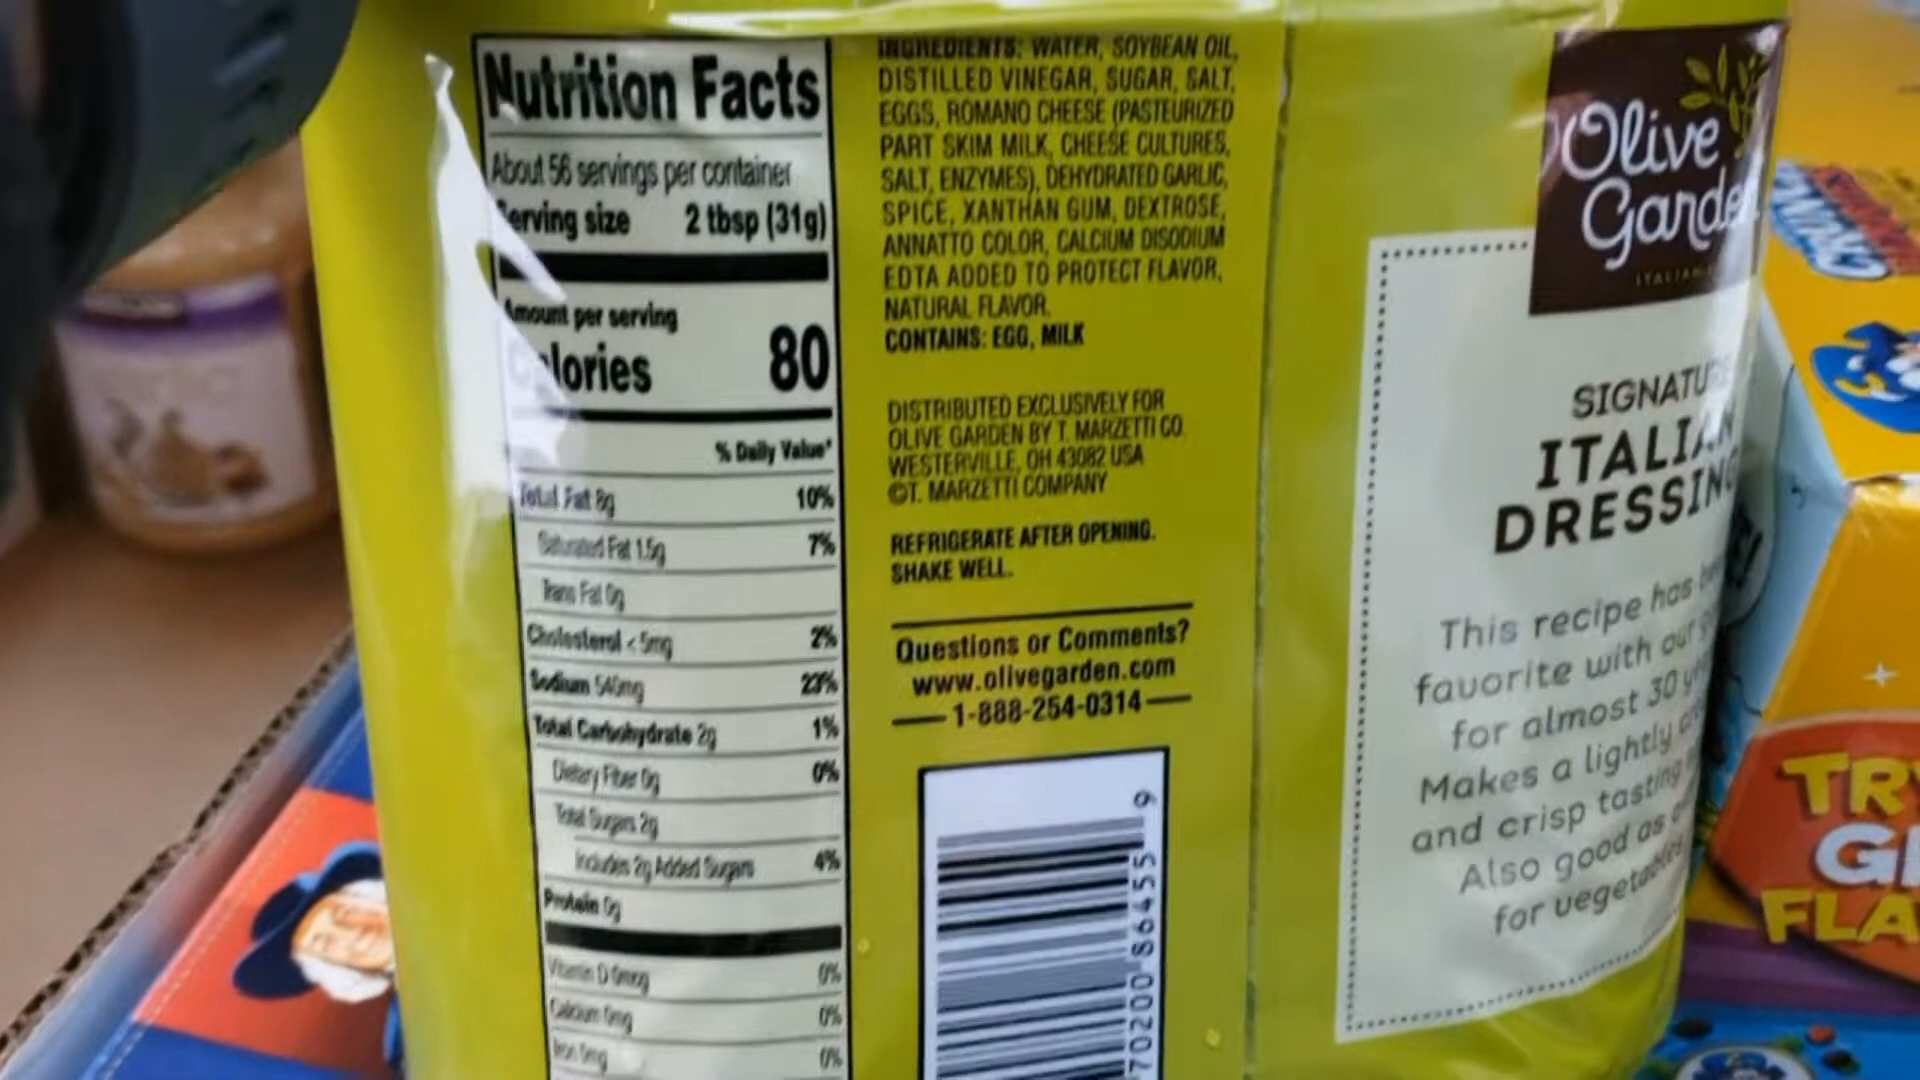 Nutrition Facts
About 56 servings per container
Serving size 2 tbsp (31g)
Amount per serving
Calories 80
% Daily Value*
Total Fat 8g 10%
Saturated Fat 1.5g 7%
Trans Fat 0g
Cholesterol <5mg 2%
Sodium 540mg 23%
Total Carbohydrate 2g 1%
Dietary Fiber 0g 0%
Total Sugars 2g
Includes 2g Added Sugars 4%
Protein 0g
Vitamin D 0mcg 0%
Calcium 0mg 0%
Iron 0mg 0%
INGREDIENTS: WATER, SOYBEAN OIL,
DISTILLED VINEGAR, SUGAR, SALT,
EGGS, ROMANO CHEESE (PASTEURIZED
PART SKIM MILK, CHEESE CULTURES,
SALT, ENZYMES), DEHYDRATED GARLIC,
SPICE, XANTHAN GUM, DEXTROSE,
ANNATTO COLOR, CALCIUM DISODIUM
EDTA ADDED TO PROTECT FLAVOR,
NATURAL FLAVOR.
CONTAINS: EGG, MILK
DISTRIBUTED EXCLUSIVELY FOR
OLIVE GARDEN BY T. MARZETTI CO.
WESTERVILLE, OH 43082 USA
©T. MARZETTI COMPANY
REFRIGERATE AFTER OPENING.
SHAKE WELL.
Questions or Comments?
www.olivegarden.com
1-888-254-0314
70200 86455 9
Olive
Garden
ITALIAN
SIGNATU
ITALIAN
DRESSING
This recipe has
favorite with our
for almost 30
Makes a lightly
and crisp tasting
Also good as
for vegetables
TRY
FLA